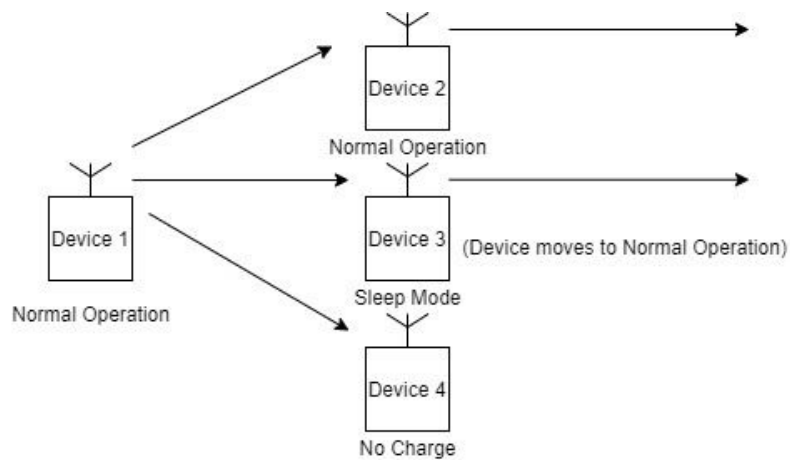 Device 2
Normal Operation
Device 1
Normal Operation
Device 3
(Device moves to Normal Operation)
Sleep Mode
Device 4
No Charge